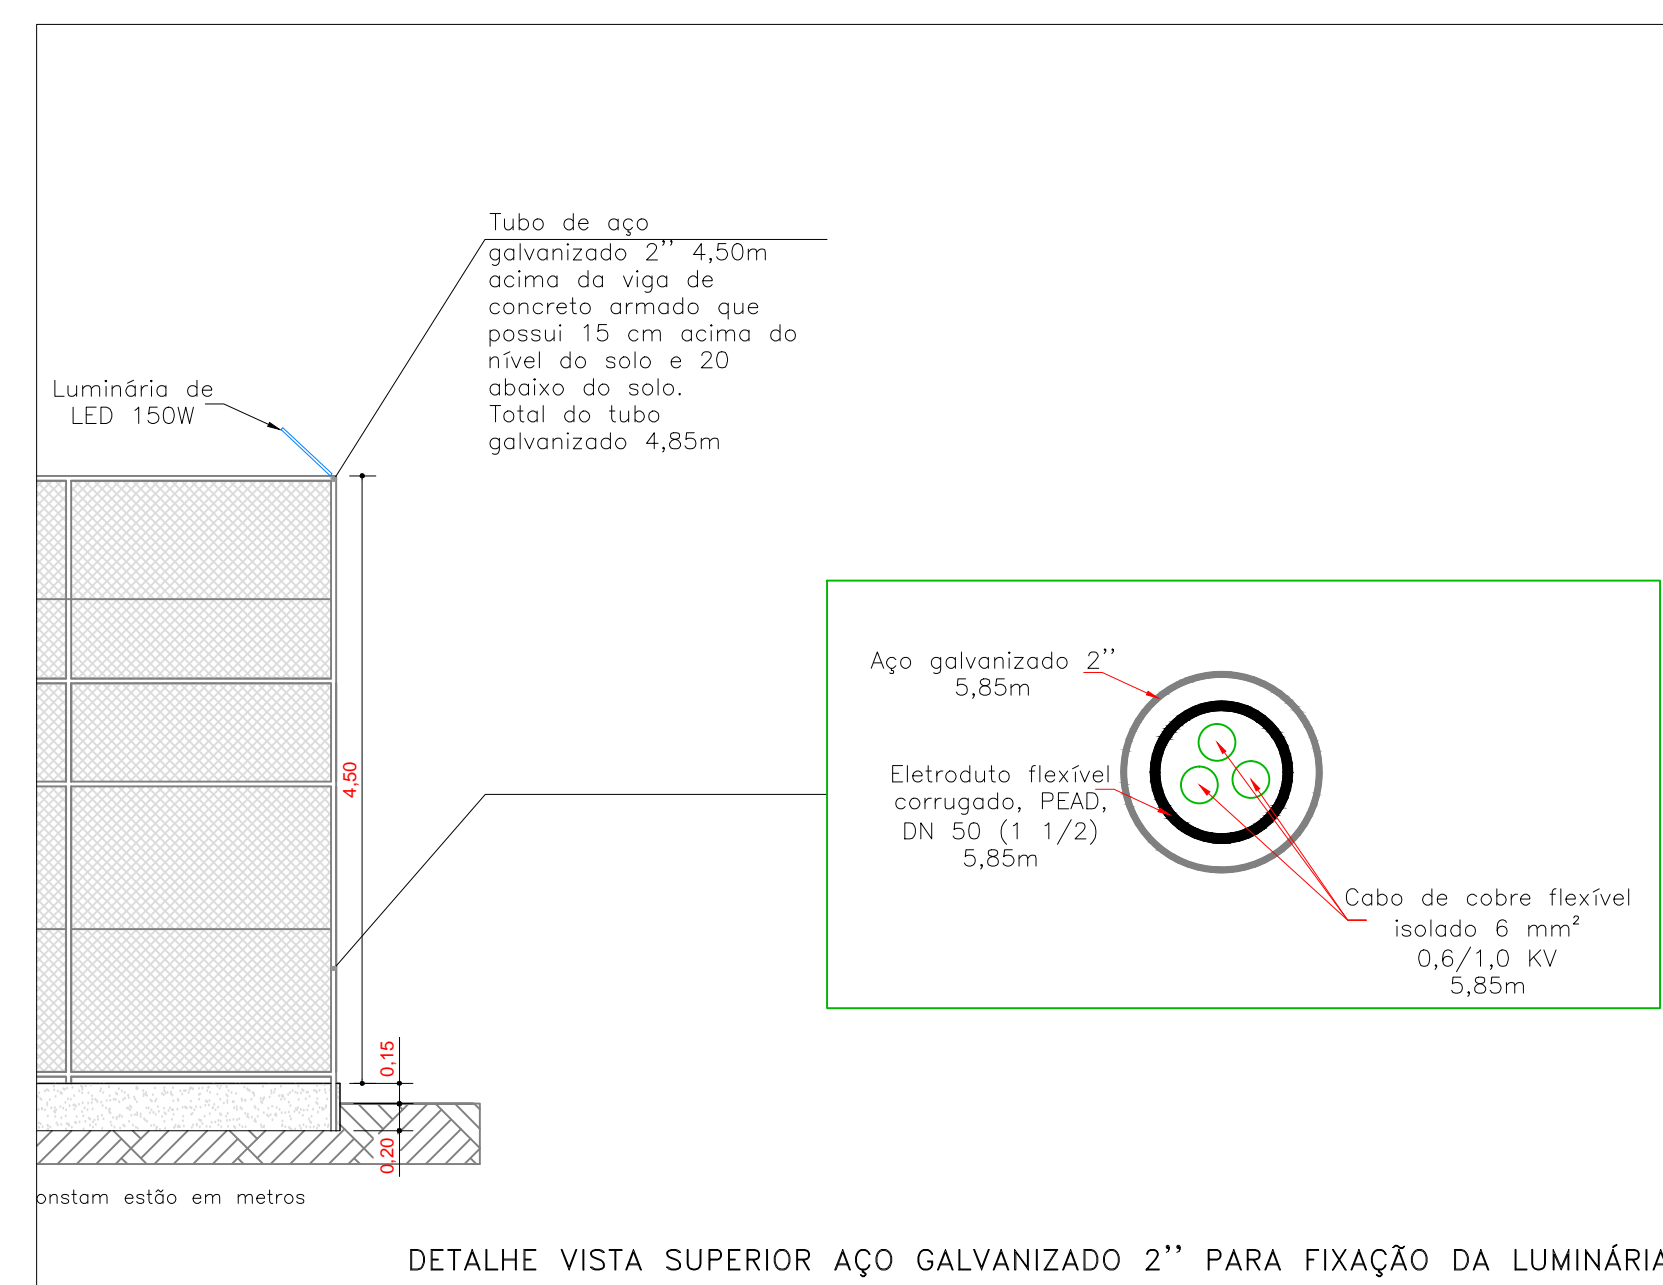 Tubo de aço
galvanizado 2'' 4,50m
acima da viga de
concreto armado que
possui 15 cm acima do
nível do solo e 20
abaixo do solo.
Total do tubo
galvanizado 4,85m
Luminária de
LED 150W
4,50
0,15
0,20
Aço galvanizado 2''
5,85m
Eletroduto flexível
corrugado, PEAD,
DN 50 (1 1/2)
5,85m
Cabo de cobre flexível
isolado 6 mm²
0,6/1,0 KV
5,85m
onstam estão em metros
DETALHE VISTA SUPERIOR AÇO GALVANIZADO 2'' PARA FIXAÇÃO DA LUMINÁRIA